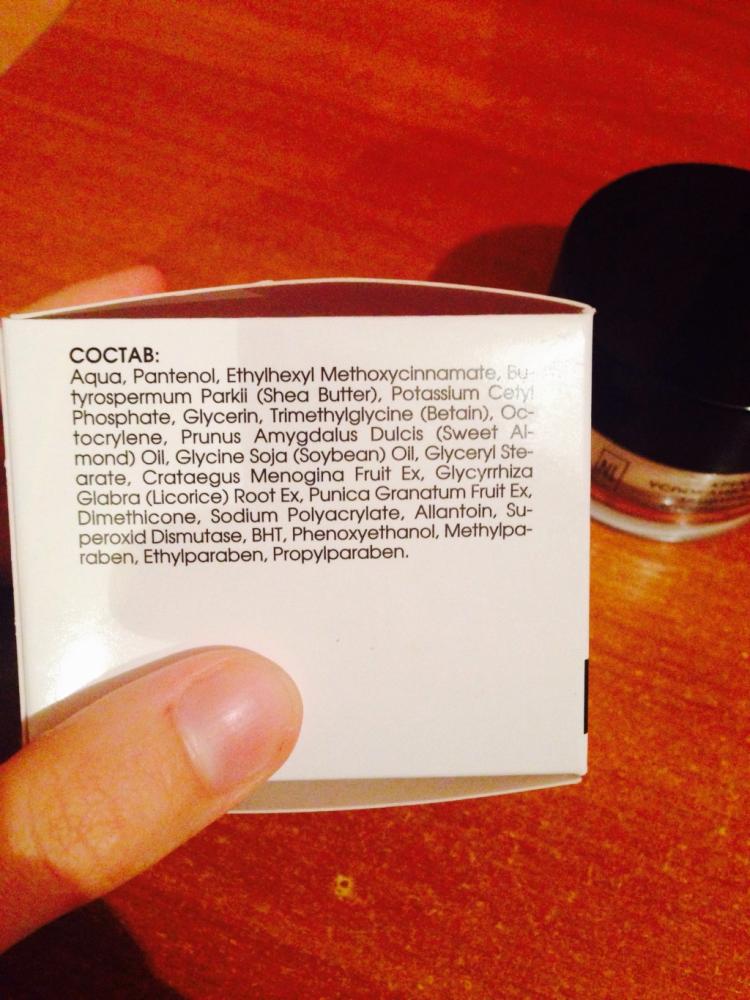 СОСТАВ:
Aqua, Pantenol, Ethylhexyl Methoxycinnamate, Bu-
tyrospermum Parkii (Shea Butter), Potassium Cetyl
Phosphate, Glycerin, Trimethylglycine (Betain), Oc-
tocrylene, Prunus Amygdalus Dulcis (Sweet Al-
mond) Oil, Glycine Soja (Soybean) Oil, Glyceryl Ste-
arate, Crataegus Menogina Fruit Ex, Glycyrrhiza
Glabra (Licorice) Root Ex, Punica Granatum Fruit Ex,
Dimethicone, Sodium Polyacrylate, Allantoin, Su-
peroxid Dismutase, BHT, Phenoxyethanol, Methylpa-
raben, Ethylparaben, Propylparaben.
NL